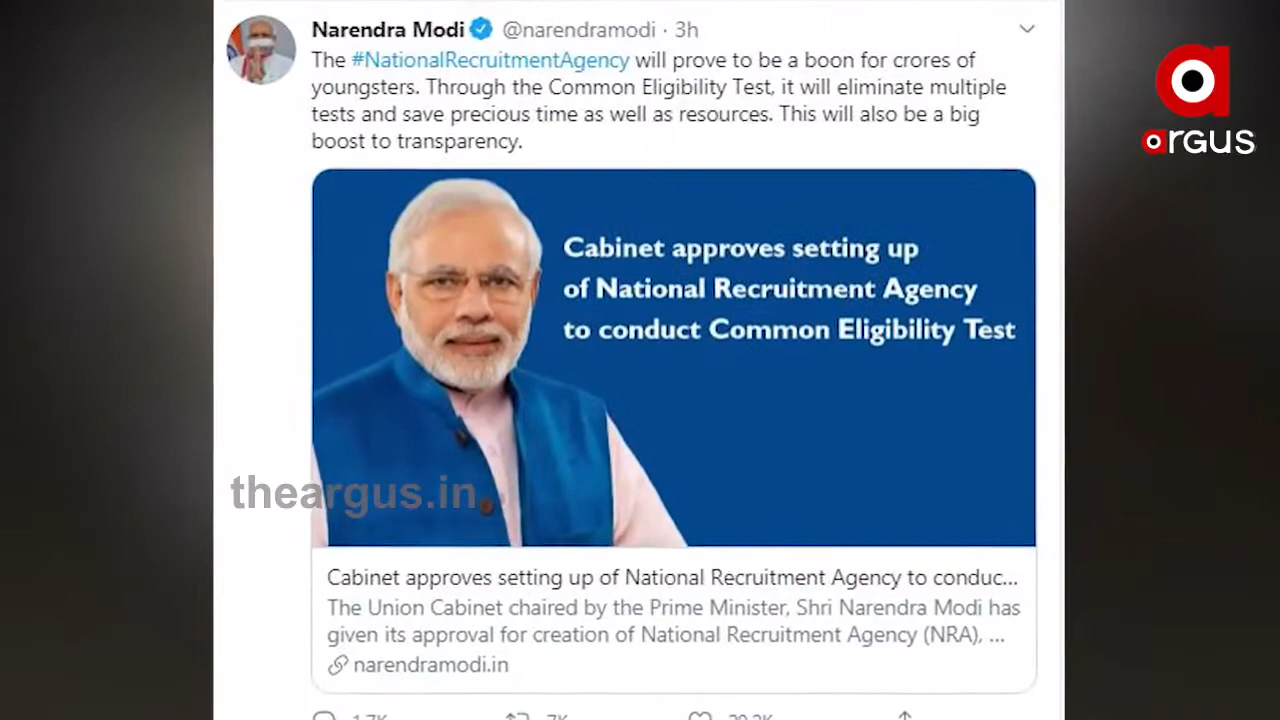 Narendra Modi @narendramodi · 3h
The #NationalRecruitmentAgency will prove to be a boon for crores of
youngsters. Through the Common Eligibility Test, it will eliminate multiple
tests and save precious time as well as resources. This will also be a big
boost to transparency.
argus
Cabinet approves setting up
of National Recruitment Agency
to conduct Common Eligibility Test
theargus.in
Cabinet approves setting up of National Recruitment Agency to conduc...
The Union Cabinet chaired by the Prime Minister, Shri Narendra Modi has
given its approval for creation of National Recruitment Agency (NRA), ...
narendramodi.in